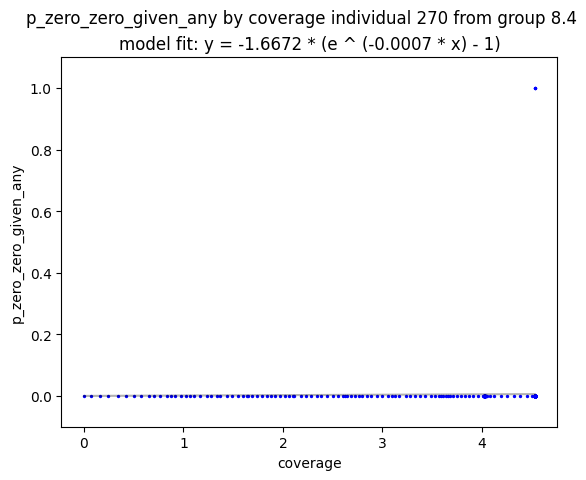 p_zero_zero_given_any by coverage individual 270 from group 8.4
model fit: y = -1.6672 * (e ^ (-0.0007 * x) - 1)
1.0
0.8
0.6
0.4
0.2
0.0
p_zero_zero_given_any
0 1 2 3 4
coverage